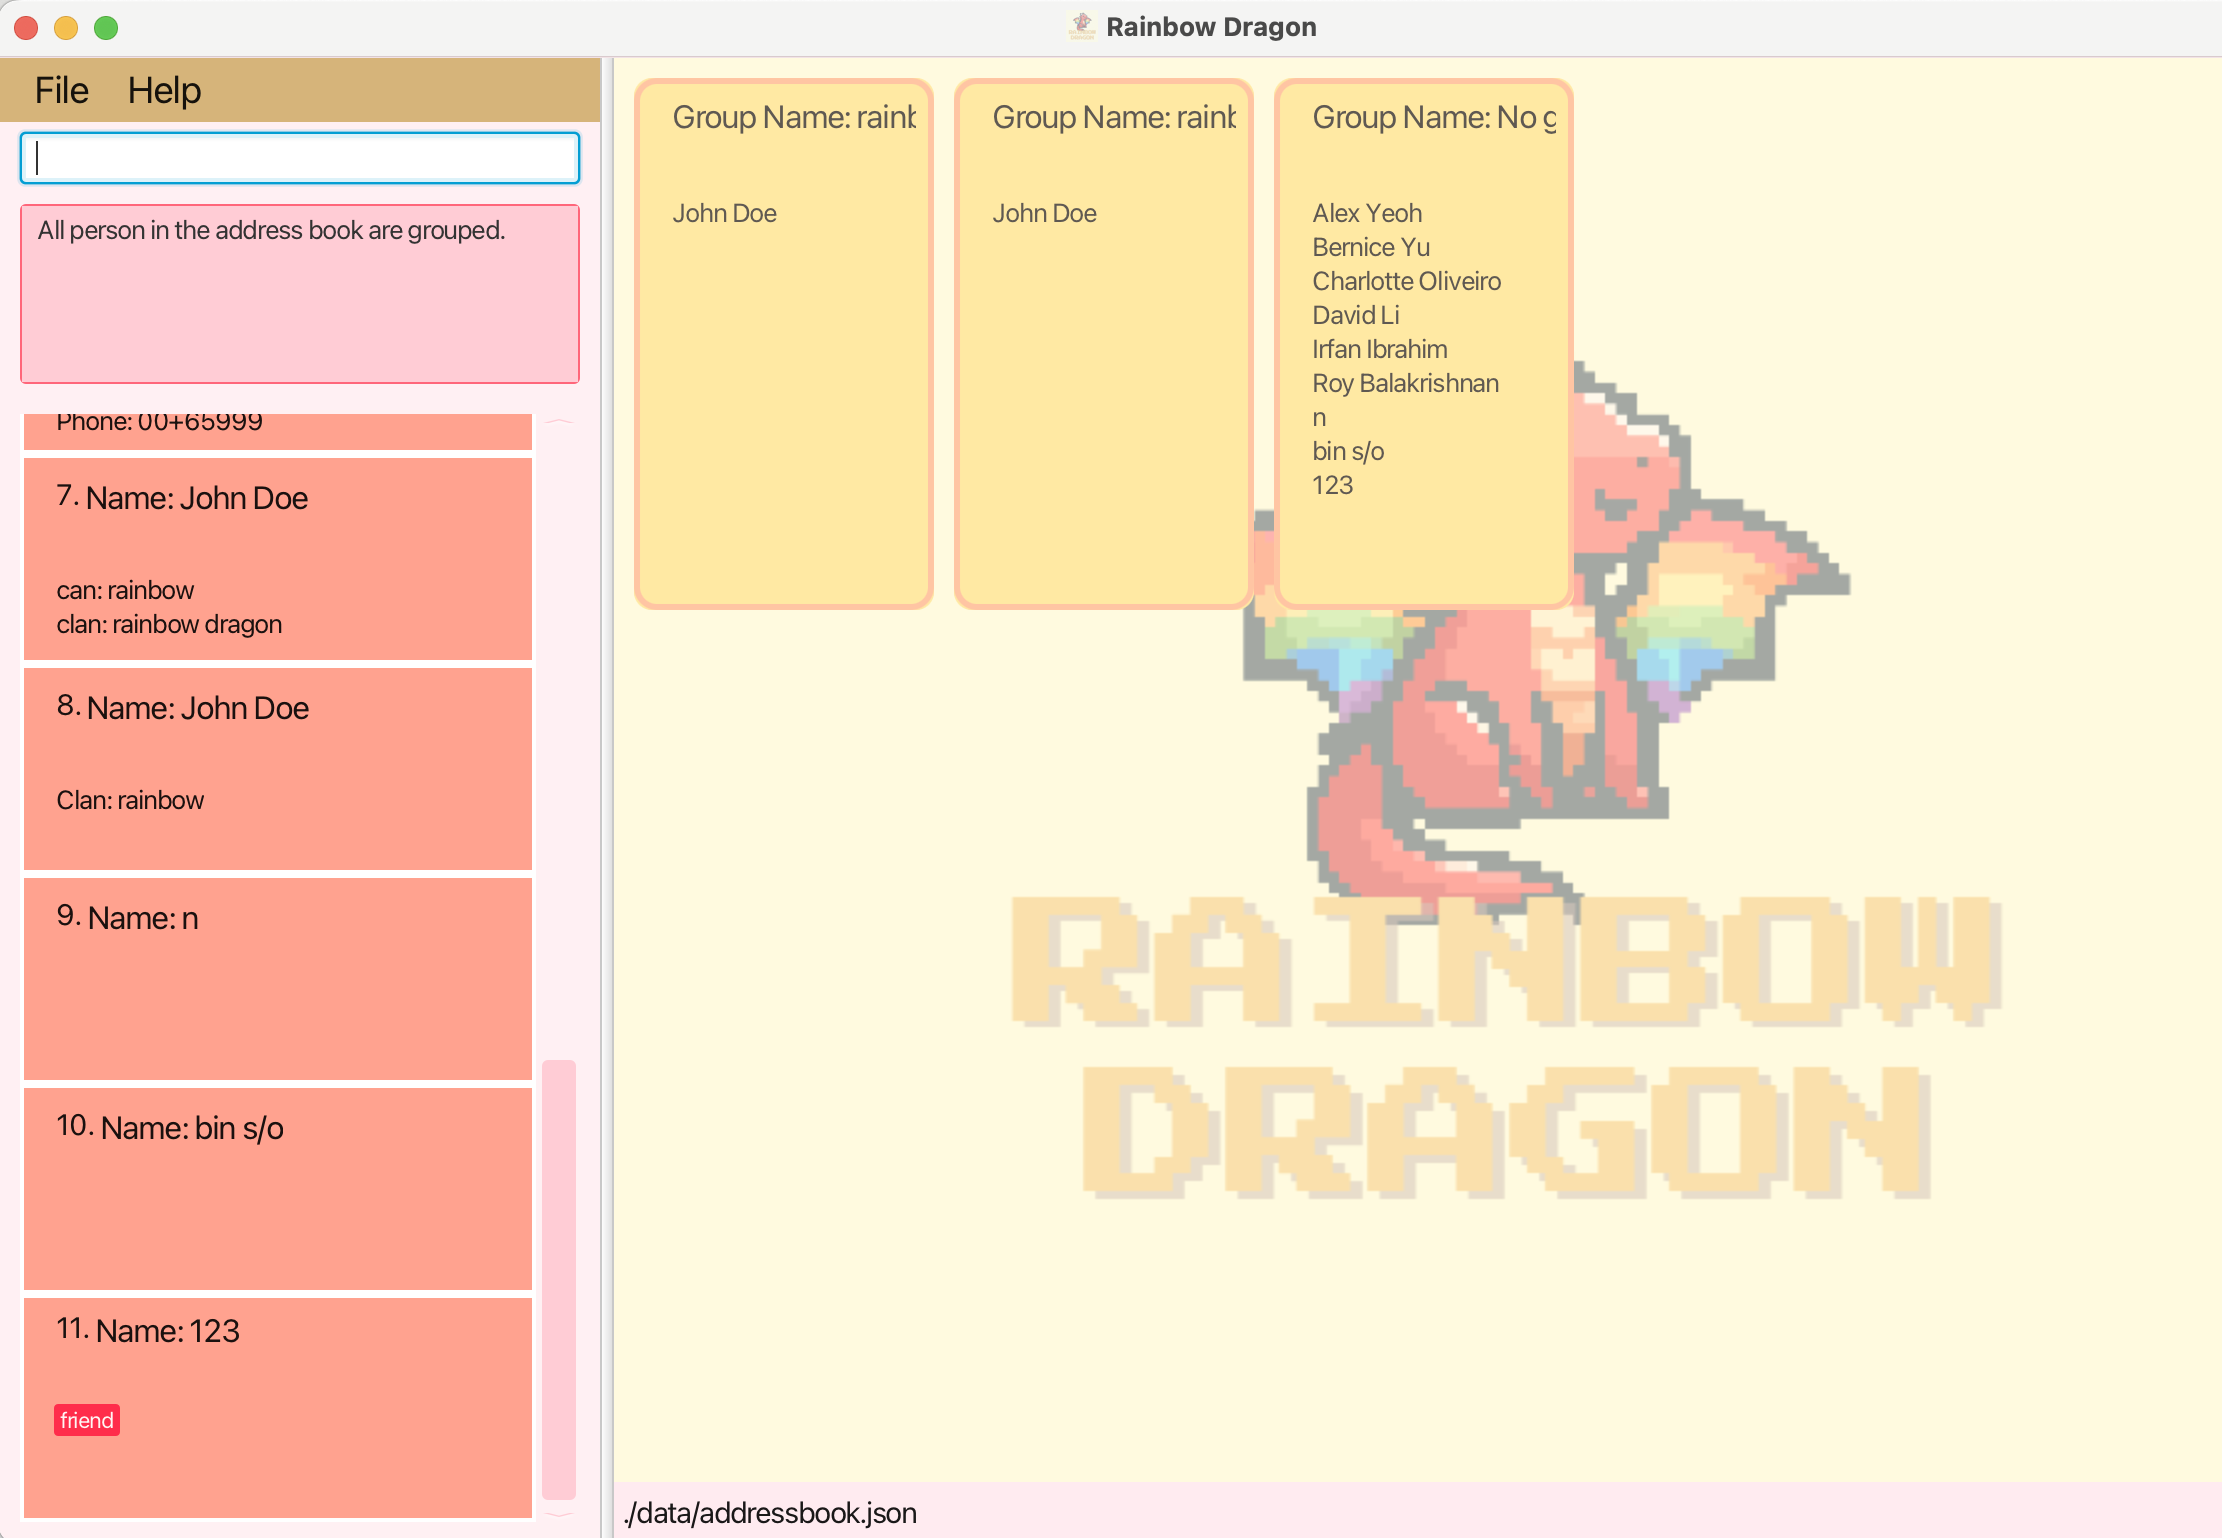 Rainbow Dragon
File Help
All person in the address book are grouped.
Phone: 00+65999
7. Name: John Doe
can: rainbow
clan: rainbow dragon
8. Name: John Doe
Clan: rainbow
9. Name: n
10. Name: bin s/o
11. Name: 123
friend
Group Name: rainb
John Doe
Group Name: rainb
John Doe
Group Name: No g
Alex Yeoh
Bernice Yu
Charlotte Oliveiro
David Li
Irfan Ibrahim
Roy Balakrishnan
n
bin s/o
123
RAINBOW
DRAGON
./data/addressbook.json